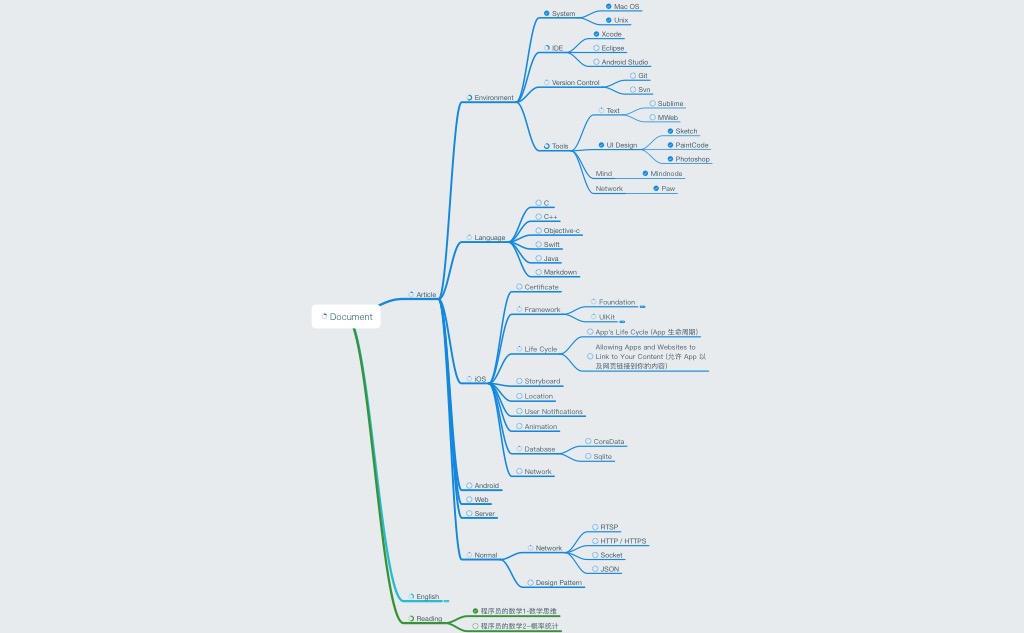 Document
Article
Environment
System
Mac OS
Unix
IDE
Xcode
Eclipse
Android Studio
Version Control
Git
Svn
Tools
Text
Sublime
MWeb
UI Design
Sketch
PaintCode
Photoshop
Mind
Mindnode
Network
Paw
Language
C
C++
Objective-c
Swift
Java
Markdown
iOS
Certificate
Framework
Foundation
UIKit
Life Cycle
App's Life Cycle (App 生命周期)
Allowing Apps and Websites to
Link to Your Content (允许 App 以
及网页链接到你的内容)
Storyboard
Location
User Notifications
Animation
Database
CoreData
Sqlite
Network
Android
Web
Server
Normal
Network
RTSP
HTTP / HTTPS
Socket
JSON
Design Pattern
English
Reading
程序员的数学1-数学思维
程序员的数学2-概率统计